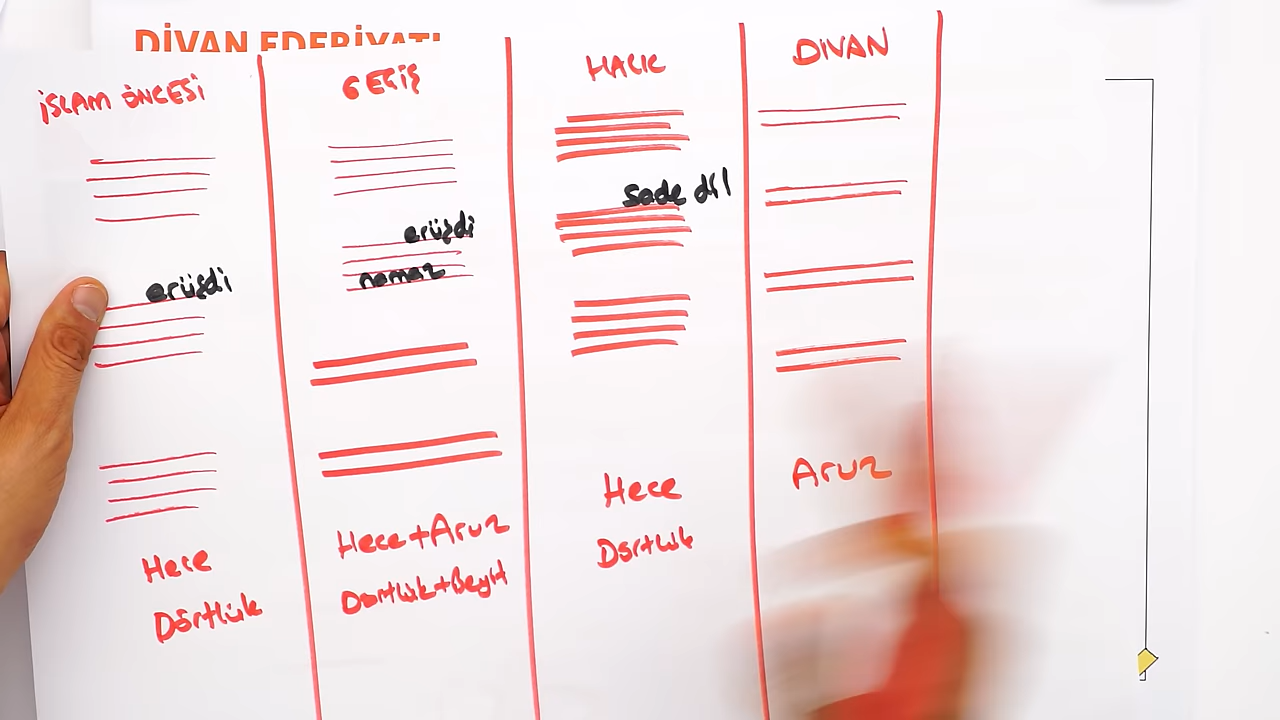 DİVAN EDEBİYATI
İSLAM ÖNCESİ
erüşdi
Hece
Dörtlük
GEÇİŞ
erüşdi
namaz
Hece+Aruz
Dörtlük+Beyit
HALK
Sade dil
Hece
Dörtlük
DİVAN
Aruz